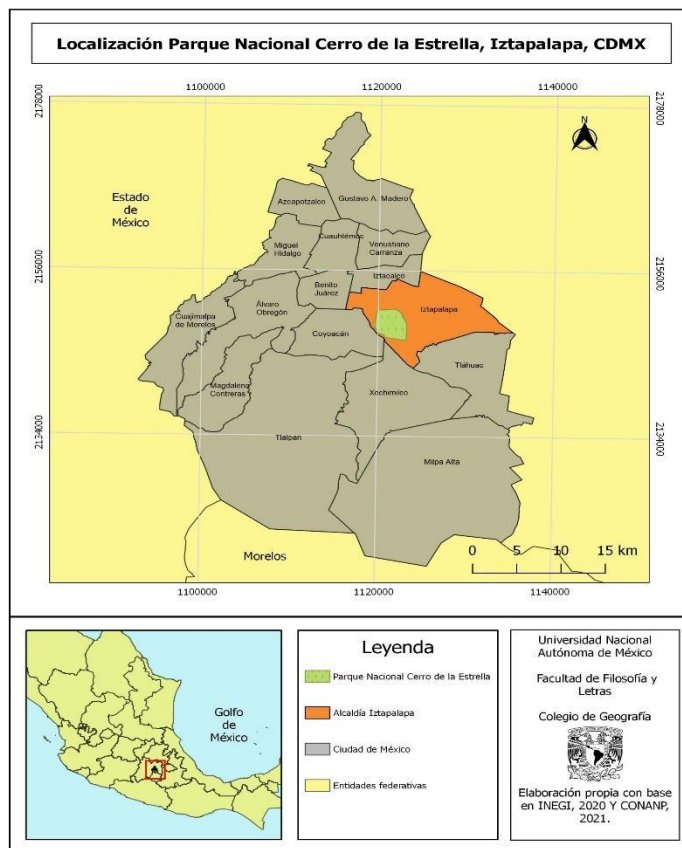 Localización Parque Nacional Cerro de la Estrella, Iztapalapa, CDMX
1100000
1120000
1140000
2178000
2178000
N
Estado
de
México
Azcapotzalco
Gustavo A. Madero
Miguel
Hidalgo
Cuauhtémoc
Venustiano
Carranza
Iztacalco
2156000
2156000
Benito
Juárez
Iztapalapa
Cuajimalpa
de Morelos
Álvaro
Obregón
Coyoacán
Tláhuac
Magdalena
Contreras
Xochimilco
2134000
2134000
Tlalpan
Milpa Alta
Morelos
0 5 10 15 km
1100000
1120000
1140000
Golfo
de
México
Leyenda
Parque Nacional Cerro de la Estrella
Alcaldía Iztapalapa
Ciudad de México
Entidades federativas
Universidad Nacional
Autónoma de México
Facultad de Filosofía y
Letras
Colegio de Geografía
Elaboración propia con base
en INEGI, 2020 Y CONANP,
2021.